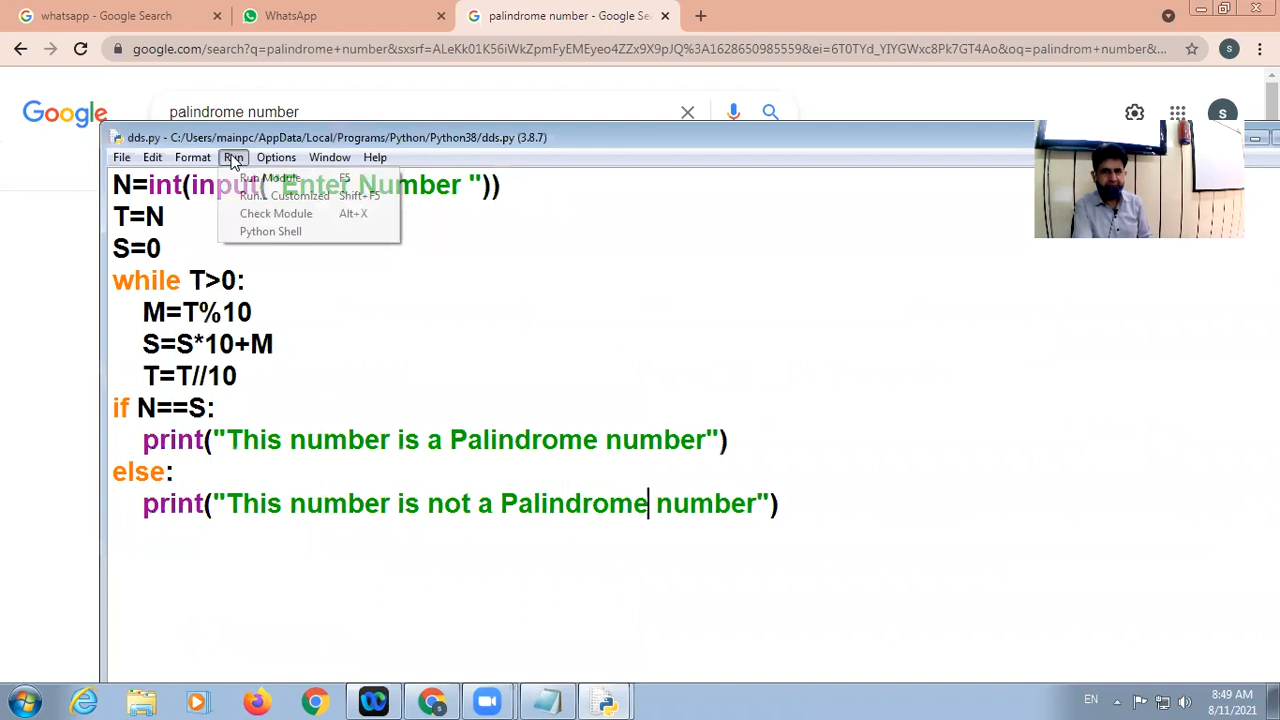 whatsapp - Google Search
WhatsApp
palindrome number - Google Se
google.com/search?q=palindrome+number&sxsrf=ALeKk01K56iWkZpmFyEMEyeo4ZZx9X9pJQ%3A1628650985559&e=6T0TYd_YIYGWxc8Pk7GT4Ao&oq=palindrom+number&...
S
Google
palindrome number
S
dds.py - C:/Users/mainpc/AppData/Local/Programs/Python/Python38/dds.py (3.8.7)
File Edit Format Run Options Window Help
Run Module F5
Run... Customized Shift+F5
Check Module Alt+X
Python Shell
N=int(input("Enter Number "))
T=N
S=0
while T>0:
M=T%10
S=S*10+M
T=T//10
if N==S:
print("This number is a Palindrome number")
else:
print("This number is not a Palindrome number")
EN
8:49 AM
8/11/2021